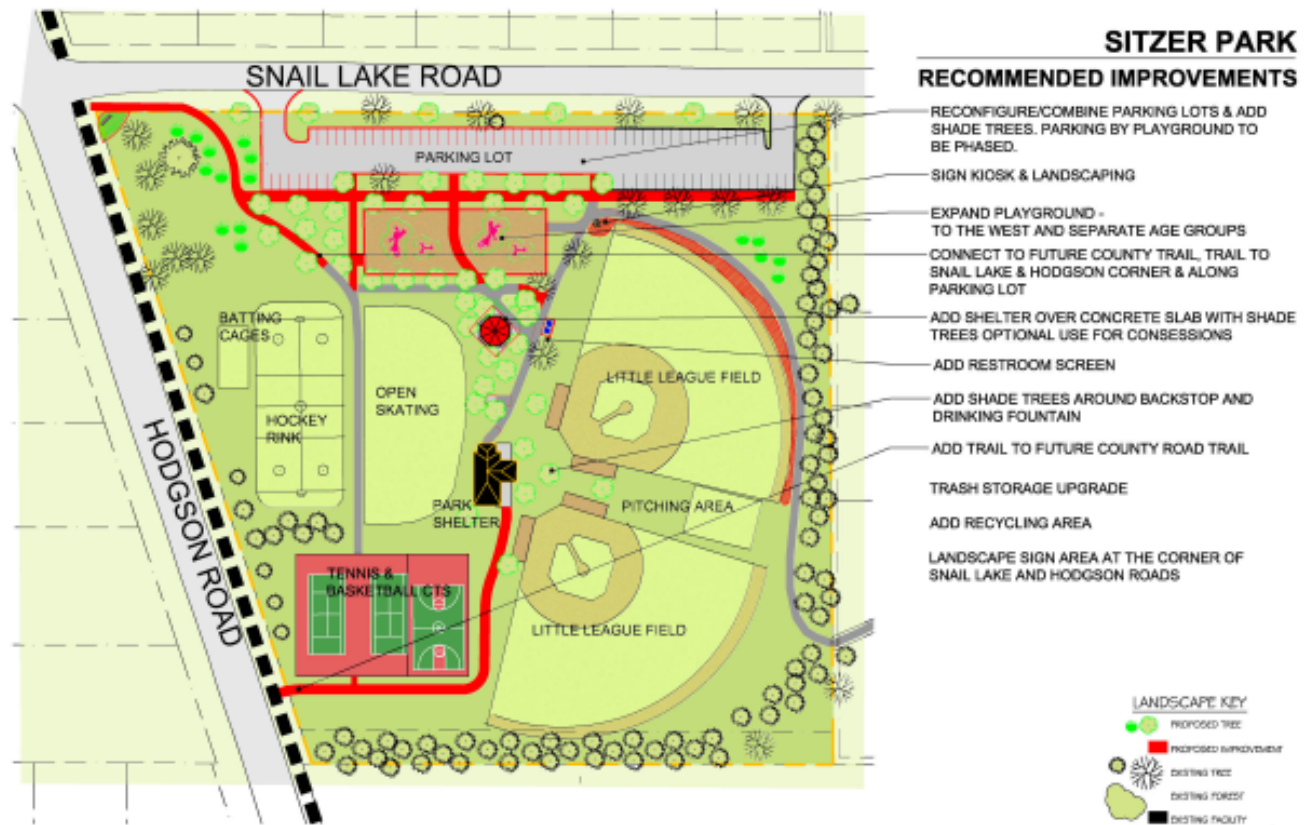 SITZER PARK
RECOMMENDED IMPROVEMENTS
SNAIL LAKE ROAD
RECONFIGURE/COMBINE PARKING LOTS & ADD
SHADE TREES. PARKING BY PLAYGROUND TO
BE PHASED.
PARKING LOT
SIGN KIOSK & LANDSCAPING
EXPAND PLAYGROUND -
TO THE WEST AND SEPARATE AGE GROUPS
CONNECT TO FUTURE COUNTY TRAIL, TRAIL TO
SNAIL LAKE & HODGSON CORNER & ALONG
PARKING LOT
ADD SHELTER OVER CONCRETE SLAB WITH SHADE
TREES OPTIONAL USE FOR CONSESSIONS
ADD RESTROOM SCREEN
ADD SHADE TREES AROUND BACKSTOP AND
DRINKING FOUNTAIN
ADD TRAIL TO FUTURE COUNTY ROAD TRAIL
TRASH STORAGE UPGRADE
ADD RECYCLING AREA
LANDSCAPE SIGN AREA AT THE CORNER OF
SNAIL LAKE AND HODGSON ROADS
BATTING
CAGES
HOCKEY
RINK
OPEN
SKATING
LITTLE LEAGUE FIELD
HODGSON ROAD
PARK
SHELTER
PITCHING AREA
TENNIS &
BASKETBALL CTS
LITTLE LEAGUE FIELD
LANDSCAPE KEY
PROPOSED TREE
PROPOSED IMPROVEMENT
EXISTING TREE
EXISTING FOREST
EXISTING FACILITY